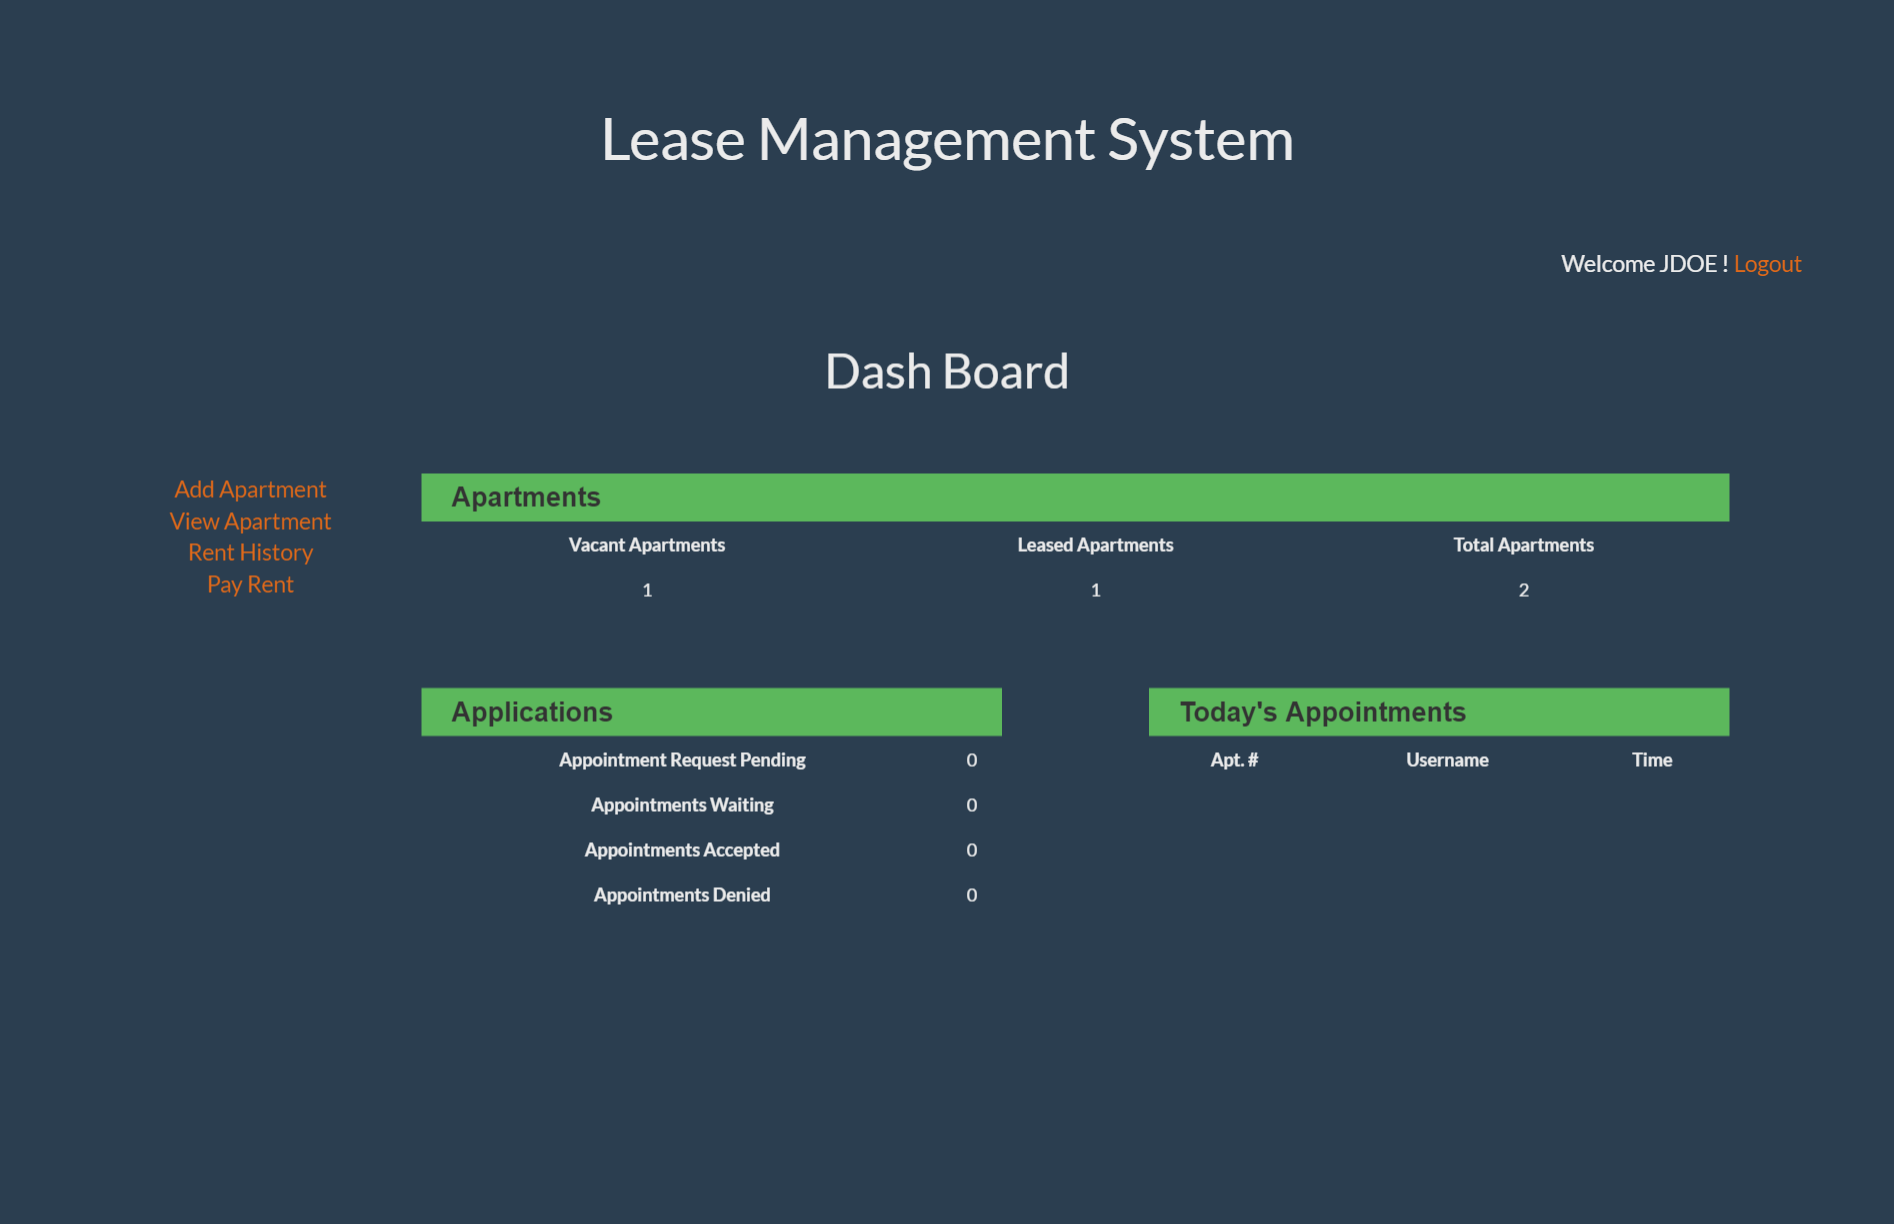 Lease Management System
Welcome JDOE ! Logout
Dash Board
Add Apartment
View Apartment
Rent History
Pay Rent
Apartments
Vacant Apartments Leased Apartments Total Apartments
1 1 2
Applications
Appointment Request Pending 0
Appointments Waiting 0
Appointments Accepted 0
Appointments Denied 0
Today's Appointments
Apt. # Username Time